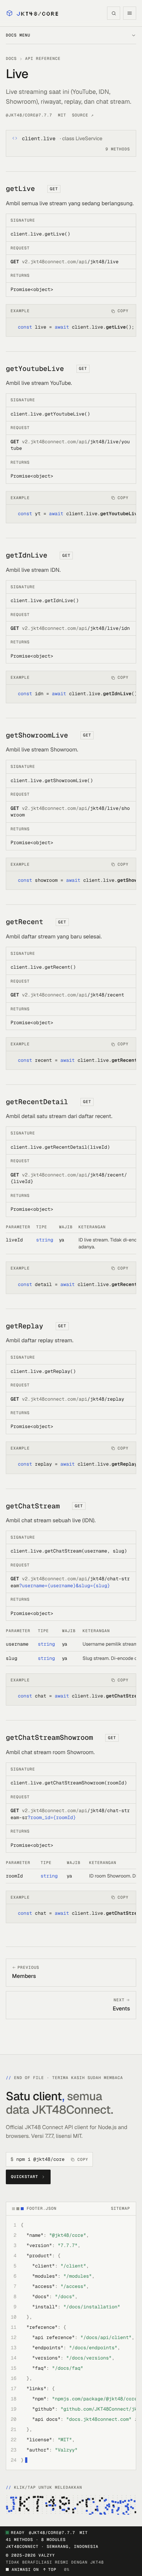 JKT48/CORE
DOCS MENU
DOCS · API REFERENCE
Live
Live streaming saat ini (YouTube, IDN,
Showroom), riwayat, replay, dan chat stream.
@JKT48/CORE@7.7.7 MIT SOURCE ↗
client.live · class LiveService
9 METHODS
getLive GET
Ambil semua live stream yang sedang berlangsung.
SIGNATURE
client.live.getLive()
REQUEST
GET v2.jkt48connect.com/api/jkt48/live
RETURNS
Promise<object>
EXAMPLE COPY
const live = await client.live.getLive();
getYoutubeLive GET
Ambil live stream YouTube.
SIGNATURE
client.live.getYoutubeLive()
REQUEST
GET v2.jkt48connect.com/api/jkt48/live/you
tube
RETURNS
Promise<object>
EXAMPLE COPY
const yt = await client.live.getYoutubeLiv
getIdnLive GET
Ambil live stream IDN.
SIGNATURE
client.live.getIdnLive()
REQUEST
GET v2.jkt48connect.com/api/jkt48/live/idn
RETURNS
Promise<object>
EXAMPLE COPY
const idn = await client.live.getIdnLive()
getShowroomLive GET
Ambil live stream Showroom.
SIGNATURE
client.live.getShowroomLive()
REQUEST
GET v2.jkt48connect.com/api/jkt48/live/sho
wroom
RETURNS
Promise<object>
EXAMPLE COPY
const showroom = await client.live.getShow
getRecent GET
Ambil daftar stream yang baru selesai.
SIGNATURE
client.live.getRecent()
REQUEST
GET v2.jkt48connect.com/api/jkt48/recent
RETURNS
Promise<object>
EXAMPLE COPY
const recent = await client.live.getRecent
getRecentDetail GET
Ambil detail satu stream dari daftar recent.
SIGNATURE
client.live.getRecentDetail(liveId)
REQUEST
GET v2.jkt48connect.com/api/jkt48/recent/
{liveId}
RETURNS
Promise<object>
PARAMETER TIPE WAJIB KETERANGAN
liveId string ya ID live stream. Tidak di-enc
adanya.
EXAMPLE COPY
const detail = await client.live.getRecent
getReplay GET
Ambil daftar replay stream.
SIGNATURE
client.live.getReplay()
REQUEST
GET v2.jkt48connect.com/api/jkt48/replay
RETURNS
Promise<object>
EXAMPLE COPY
const replay = await client.live.getReplay
getChatStream GET
Ambil chat stream sebuah live (IDN).
SIGNATURE
client.live.getChatStream(username, slug)
REQUEST
GET v2.jkt48connect.com/api/jkt48/chat-str
eam?username={username}&slug={slug}
RETURNS
Promise<object>
PARAMETER TIPE WAJIB KETERANGAN
username string ya Username pemilik stream
slug string ya Slug stream. Di-encode o
EXAMPLE COPY
const chat = await client.live.getChatStre
getChatStreamShowroom GET
Ambil chat stream room Showroom.
SIGNATURE
client.live.getChatStreamShowroom(roomId)
REQUEST
GET v2.jkt48connect.com/api/jkt48/chat-str
eam-sr?room_id={roomId}
RETURNS
Promise<object>
PARAMETER TIPE WAJIB KETERANGAN
roomId string ya ID room Showroom. D
EXAMPLE COPY
const chat = await client.live.getChatStre
← PREVIOUS
Members
NEXT →
Events
// END OF FILE · TERIMA KASIH SUDAH MEMBACA
Satu client, semua
data JKT48Connect.
Official JKT48 Connect API client for Node.js and
browsers. Versi 7.7.7, lisensi MIT.
$ npm i @jkt48/core COPY
QUICKSTART
FOOTER.JSON SITEMAP
1 {
2 "name": "@jkt48/core",
3 "version": "7.7.7",
4 "product": {
5 "client": "/client",
6 "modules": "/modules",
7 "access": "/access",
8 "docs": "/docs",
9 "install": "/docs/installation"
10 },
11 "reference": {
12 "api reference": "/docs/api/client",
13 "endpoints": "/docs/endpoints",
14 "versions": "/docs/versions",
15 "faq": "/docs/faq"
16 },
17 "links": {
18 "npm": "npmjs.com/package/@jkt48/core
19 "github": "github.com/JKT48Connect/jk
20 "api docs": "docs.jkt48connect.com"
21 },
22 "license": "MIT",
23 "author": "Valzyy"
24 }
// KLIK/TAP UNTUK MELEDAKKAN
READY @JKT48/CORE@7.7.7 MIT
41 METHODS · 8 MODULES
JKT48CONNECT · SEMARANG, INDONESIA
© 2025–2026 VALZYY
TIDAK BERAFILIASI RESMI DENGAN JKT48
ANIMASI ON ↑ TOP